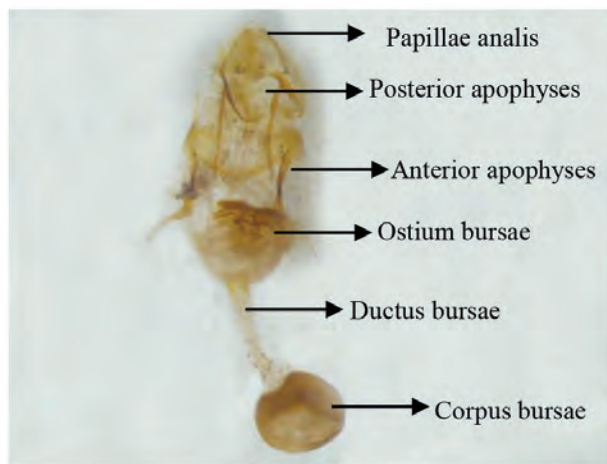 Papillae analis
Posterior apophyses
Anterior apophyses
Ostium bursae
Ductus bursae
Corpus bursae